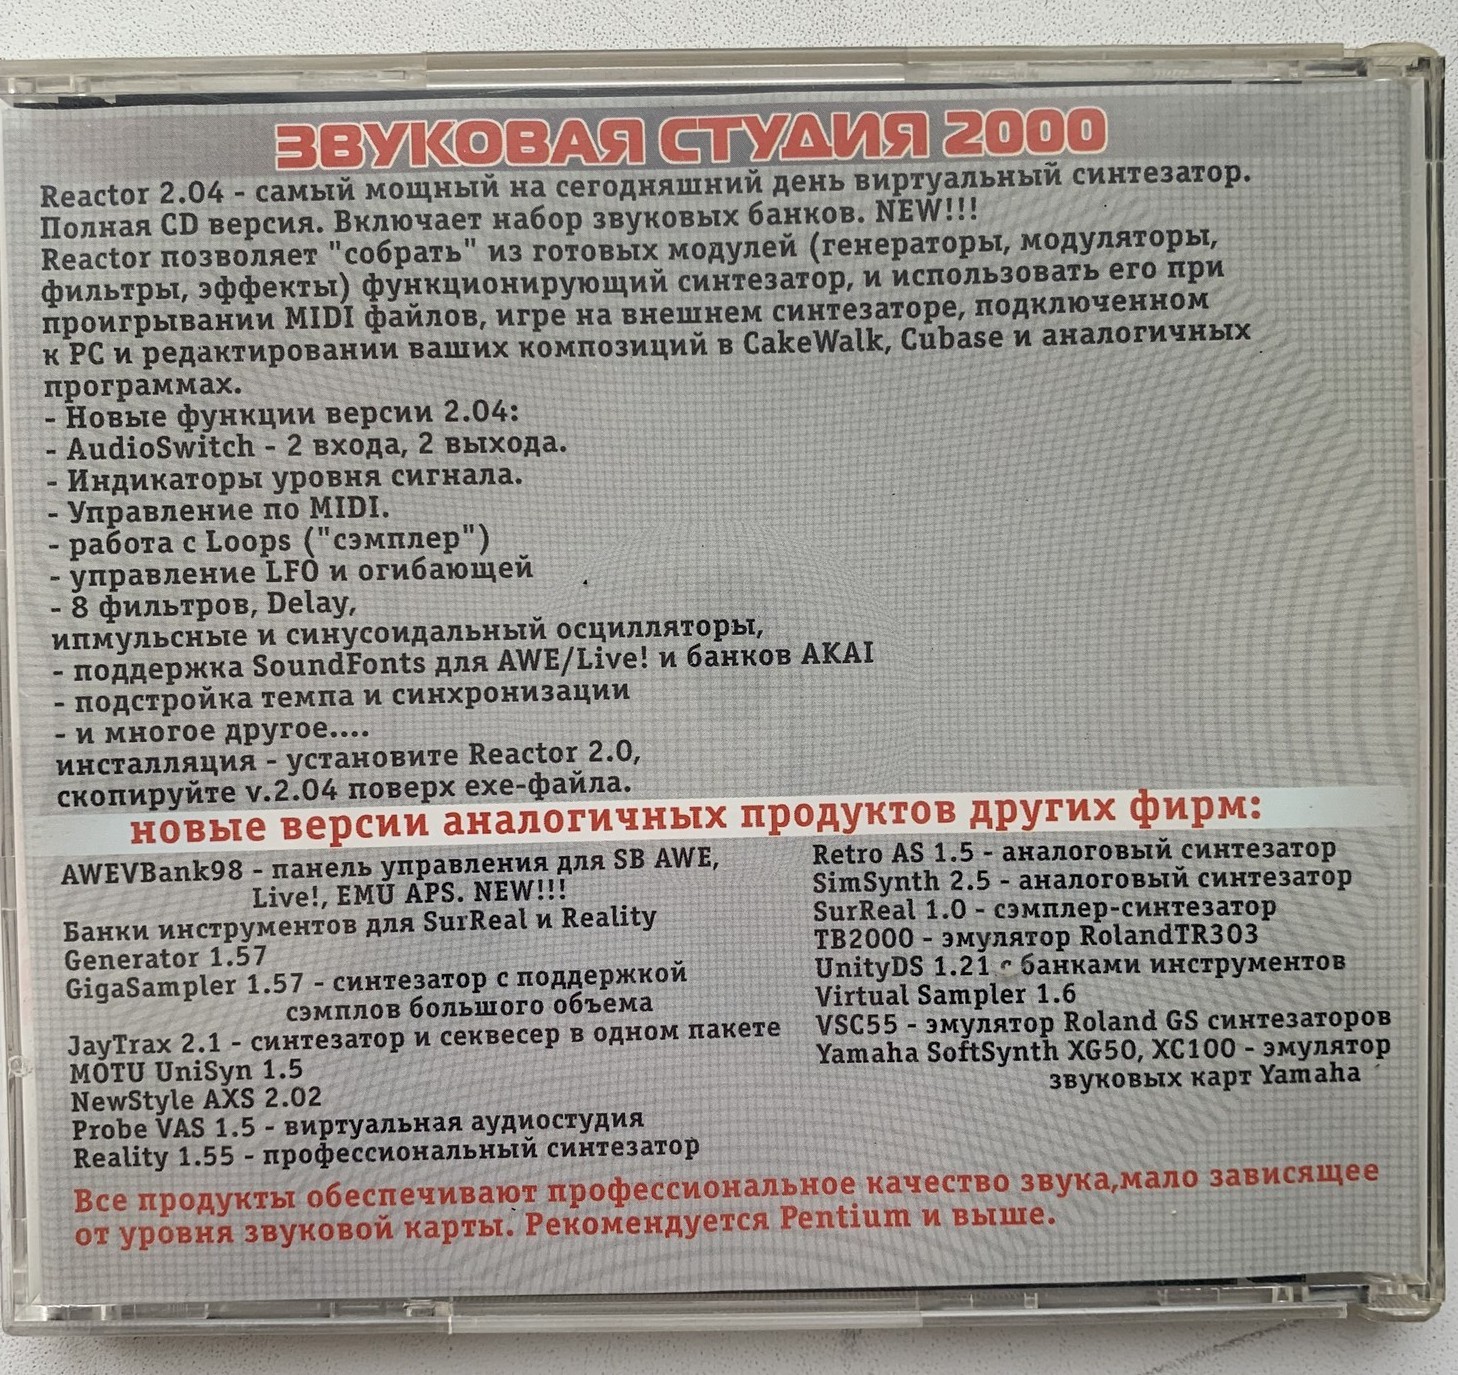 ЗВУКОВАЯ СТУДИЯ 2000
Reactor 2.04 - самый мощный на сегодняшний день виртуальный синтезатор.
Полная CD версия. Включает набор звуковых банков. NEW!!!
Reactor позволяет "собрать" из готовых модулей (генераторы, модуляторы,
фильтры, эффекты) функционирующий синтезатор, и использовать его при
проигрывании MIDI файлов, игре на внешнем синтезаторе, подключенном
к PC и редактировании ваших композиций в CakeWalk, Cubase и аналогичных
программах.
- Новые функции версии 2.04:
- AudioSwitch - 2 входа, 2 выхода.
- Индикаторы уровня сигнала.
- Управление по MIDI.
- работа с Loops ("сэмплер")
- управление LFO и огибающей
- 8 фильтров, Delay,
ипмульсные и синусоидальный осцилляторы,
- поддержка SoundFonts для AWE/Live! и банков AKAI
- подстройка темпа и синхронизации
- и многое другое....
инсталляция - установите Reactor 2.0,
скопируйте v.2.04 поверх exe-файла.
новые версии аналогичных продуктов других фирм:
AWEVBank98 - панель управления для SB AWE,
Live!, EMU APS. NEW!!!
Банки инструментов для SurReal и Reality
Generator 1.57
GigaSampler 1.57 - синтезатор с поддержкой
сэмплов большого объема
JayTrax 2.1 - синтезатор и секвесер в одном пакете
MOTU UniSyn 1.5
NewStyle AXS 2.02
Probe VAS 1.5 - виртуальная аудиостудия
Reality 1.55 - профессиональный синтезатор
Retro AS 1.5 - аналоговый синтезатор
SimSynth 2.5 - аналоговый синтезатор
SurReal 1.0 - сэмплер-синтезатор
TB2000 - эмулятор RolandTR303
UnityDS 1.21 с банками инструментов
Virtual Sampler 1.6
VSC55 - эмулятор Roland GS синтезаторов
Yamaha SoftSynth XG50, XC100 - эмулятор
звуковых карт Yamaha
Все продукты обеспечивают профессиональное качество звука,мало зависящее
от уровня звуковой карты. Рекомендуется Pentium и выше.